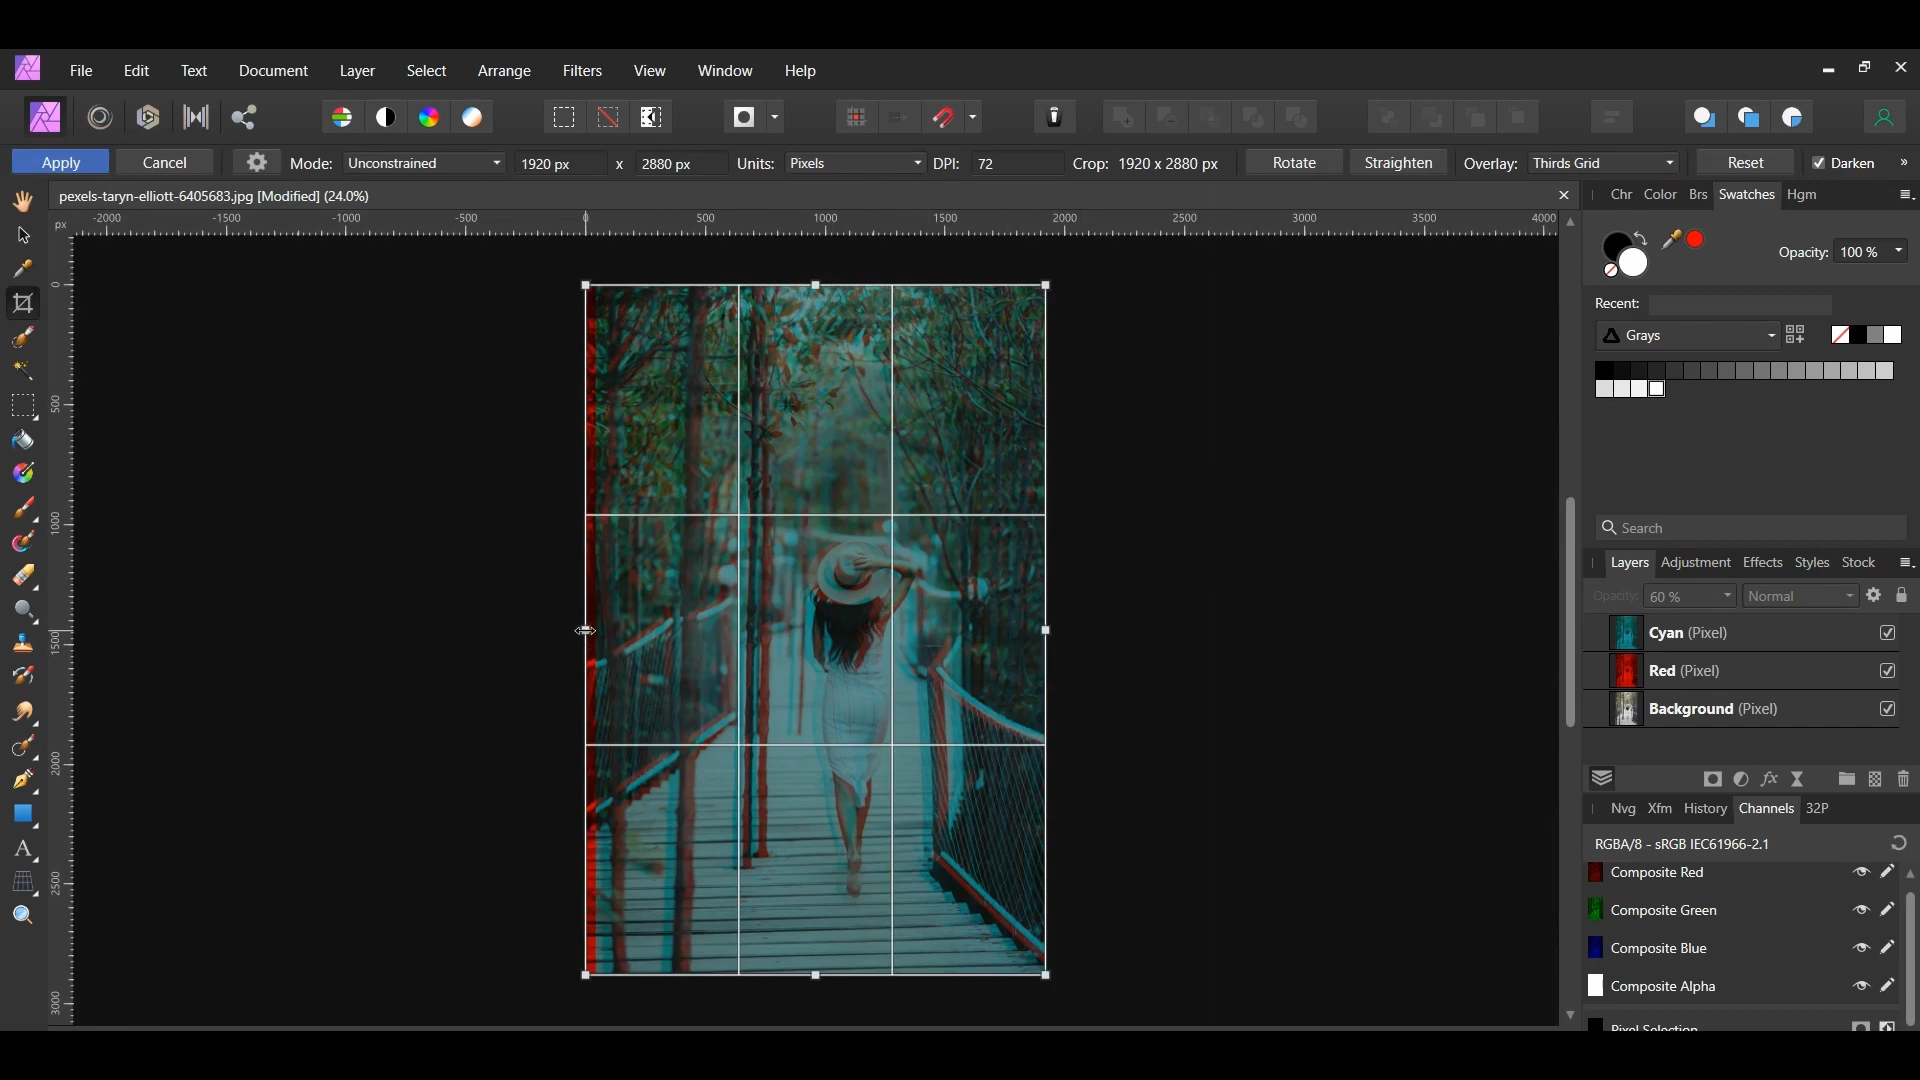 File Edit Text Document Layer Select Arrange Filters View Window Help
Apply Cancel Mode: Unconstrained 1920 px x 2880 px Units: Pixels DPI: 72 Crop: 1920 x 2880 px Rotate Straighten Overlay: Thirds Grid Reset Darken »
pexels-taryn-elliott-6405683.jpg [Modified] (24.0%)
Chr Color Brs Swatches Hgm
px -2000 -1500 -1000 -500 0 500 1000 1500 2000 2500 3000 3500 4000
0
500
1000
1500
2000
2500
3000
Opacity: 100 %
Recent:
Grays
Search
Layers Adjustment Effects Styles Stock
Opacity: 60 % Normal
Cyan (Pixel)
Red (Pixel)
Background (Pixel)
Nvg Xfm History Channels 32P
RGBA/8 - sRGB IEC61966-2.1
Composite Red
Composite Green
Composite Blue
Composite Alpha
Pixel Selection